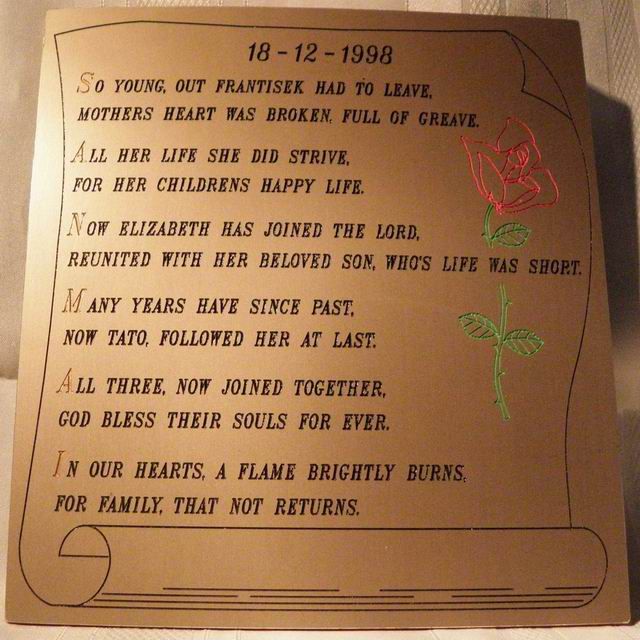 18-12-1998
SO YOUNG, OUT FRANTISEK HAD TO LEAVE,
MOTHERS HEART WAS BROKEN, FULL OF GREAVE.
ALL HER LIFE SHE DID STRIVE,
FOR HER CHILDRENS HAPPY LIFE.
NOW ELIZABETH HAS JOINED THE LORD,
REUNITED WITH HER BELOVED SON, WHO'S LIFE WAS SHORT.
MANY YEARS HAVE SINCE PAST,
NOW TATO, FOLLOWED HER AT LAST.
ALL THREE, NOW JOINED TOGETHER,
GOD BLESS THEIR SOULS FOR EVER.
IN OUR HEARTS, A FLAME BRIGHTLY BURNS,
FOR FAMILY, THAT NOT RETURNS.